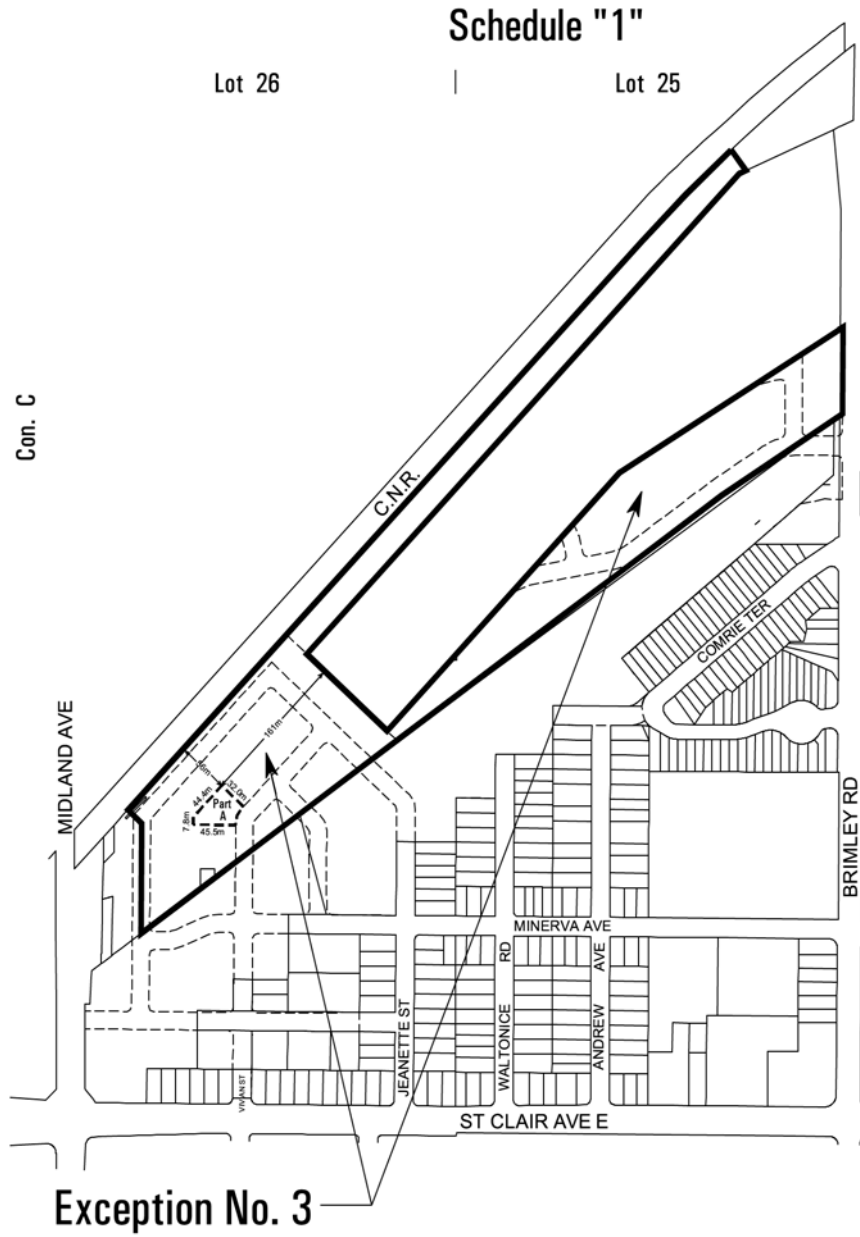 Schedule "1"
Lot 26
Lot 25
Con. C
C.N.R.
COMRIE TER
MIDLAND AVE
161m
56m
44.4m
32.0m
Part
A
7.8m
45.5m
BRIMLEY RD
MINERVA AVE
JEANETTE ST
WALTONICE RD
ANDREW AVE
VIVIAN ST
ST CLAIR AVE E
Exception No. 3